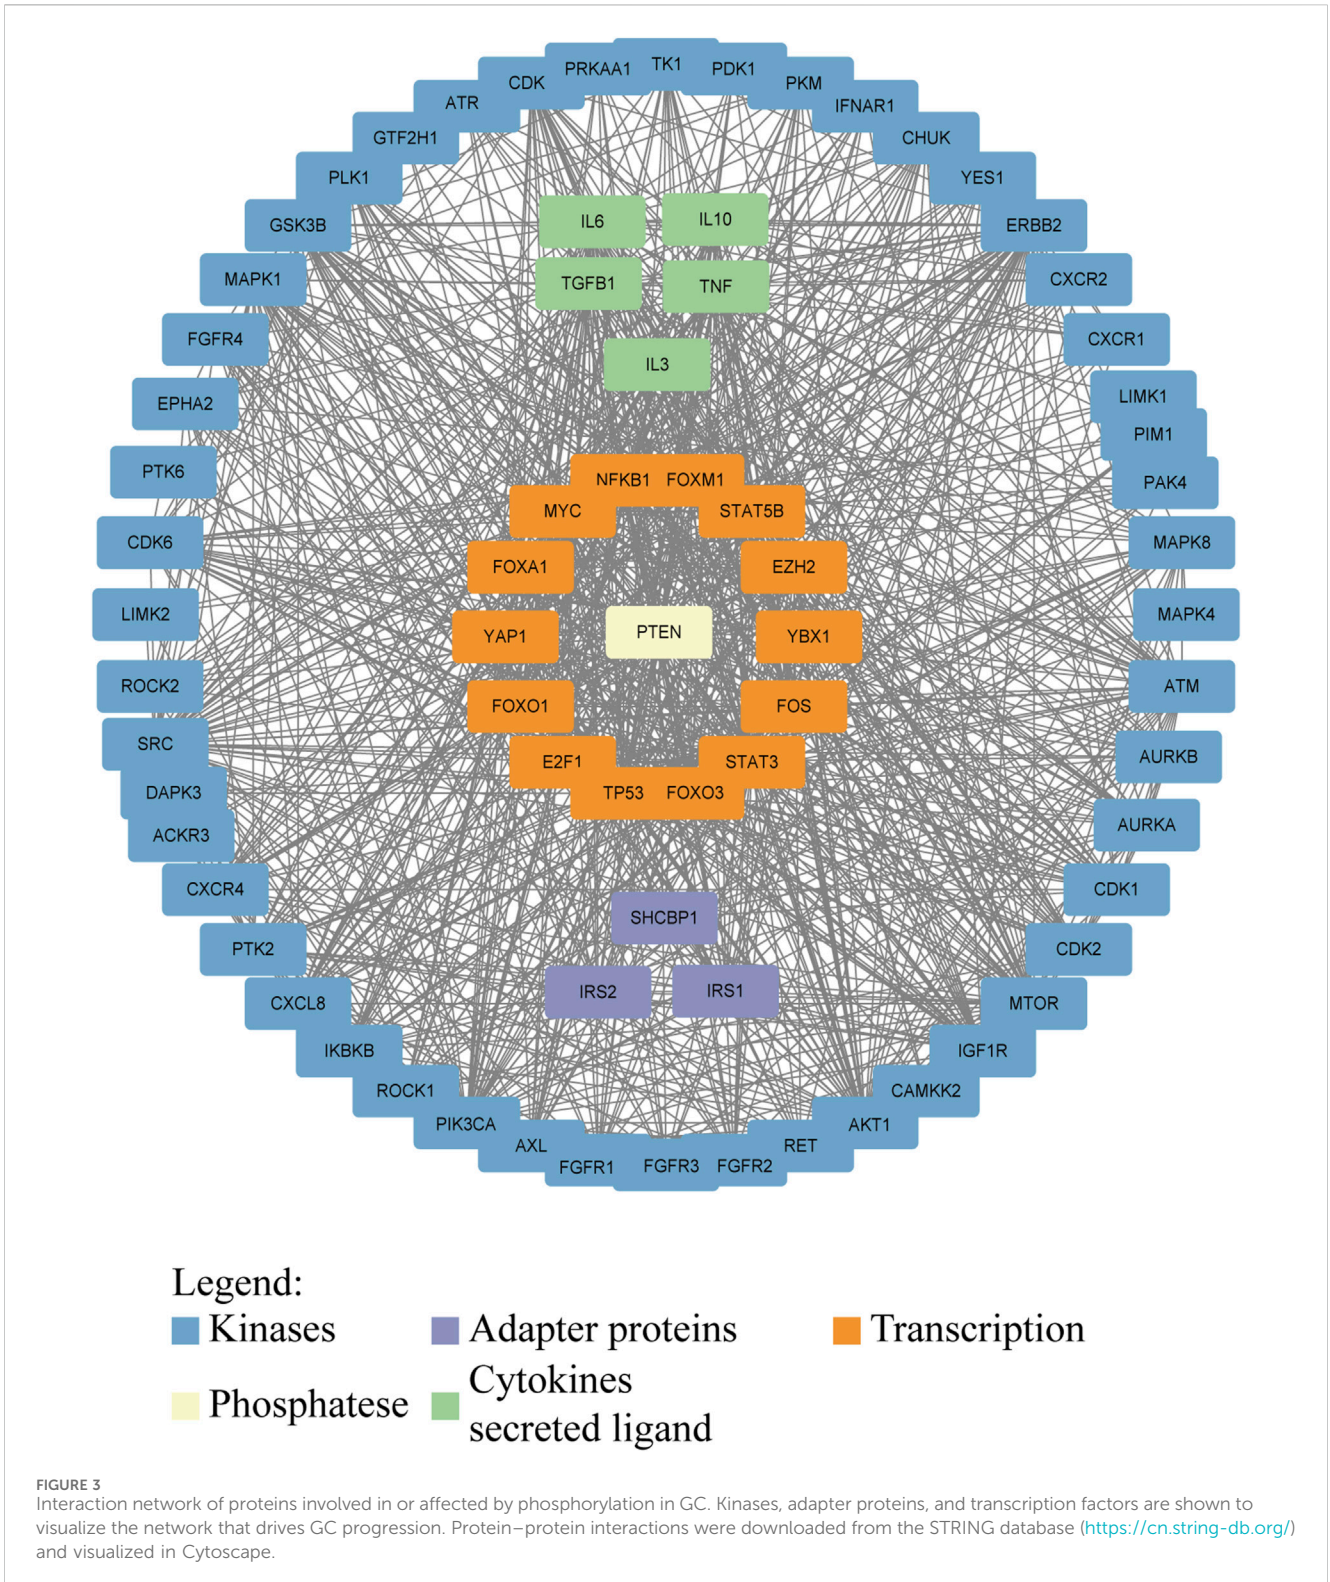 TK1
PRKAA1
PDK1
CDK
PKM
ATR
IFNAR1
GTF2H1
CHUK
PLK1
YES1
GSK3B
IL6
IL10
ERBB2
MAPK1
TGFB1
TNF
CXCR2
FGFR4
IL3
CXCR1
EPHA2
LIMK1
PIM1
PTK6
NFKB1
FOXM1
PAK4
MYC
STAT5B
CDK6
FOXA1
EZH2
MAPK8
LIMK2
YAP1
PTEN
YBX1
MAPK4
ROCK2
FOXO1
FOS
ATM
SRC
E2F1
STAT3
AURKB
DAPK3
TP53
FOXO3
ACKR3
AURKA
CXCR4
SHCBP1
CDK1
PTK2
CDK2
CXCL8
IRS2
IRS1
MTOR
IKBKB
IGF1R
ROCK1
CAMKK2
PIK3CA
AKT1
AXL
RET
FGFR1
FGFR3
FGFR2
Legend:
Kinases
Adapter proteins
Transcription
Phosphatese
Cytokines
secreted ligand
FIGURE 3
Interaction network of proteins involved in or affected by phosphorylation in GC. Kinases, adapter proteins, and transcription factors are shown to
visualize the network that drives GC progression. Protein–protein interactions were downloaded from the STRING database (https://cn.string-db.org/)
and visualized in Cytoscape.